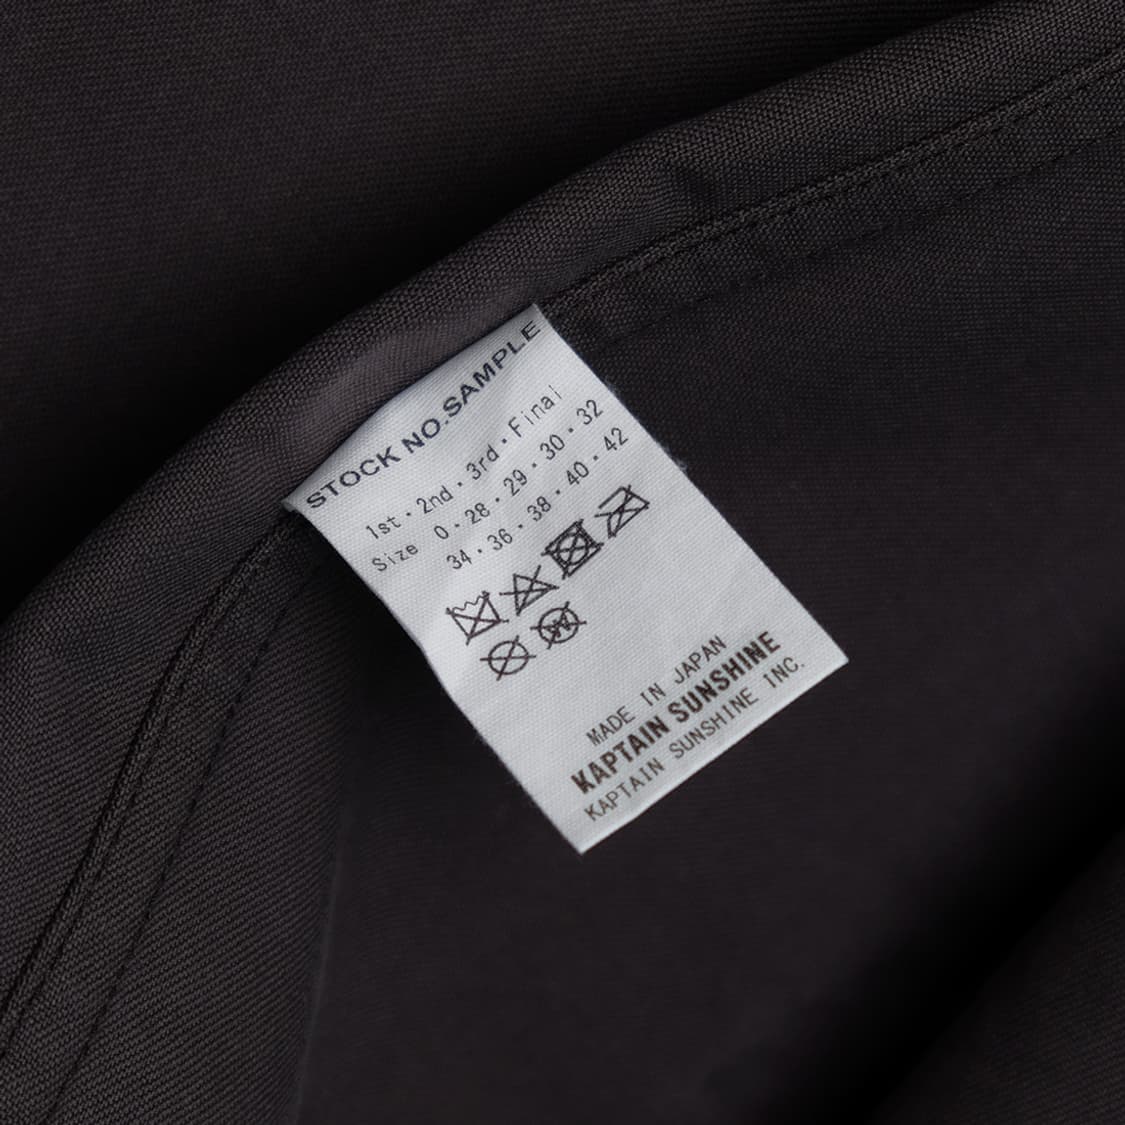 STOCK NO.SAMPLE
1st・2nd・3rd・Final
Size 0・28・29・30・32
34・36・38・40・42
MADE IN JAPAN
KAPTAIN SUNSHINE
KAPTAIN SUNSHINE INC.